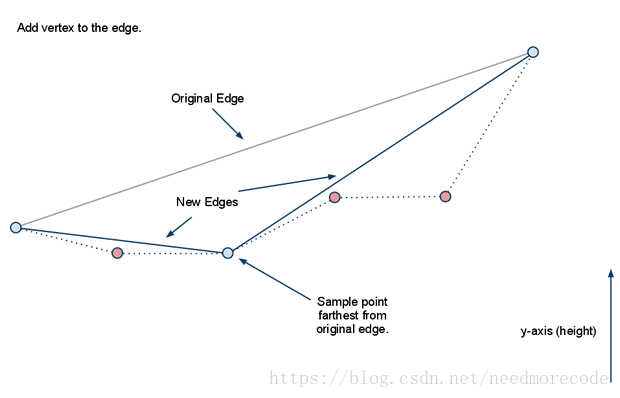 Add vertex to the edge.
Original Edge
New Edges
Sample point
farthest from
original edge.
y-axis (height)
https://blog.csdn.net/needmorecode